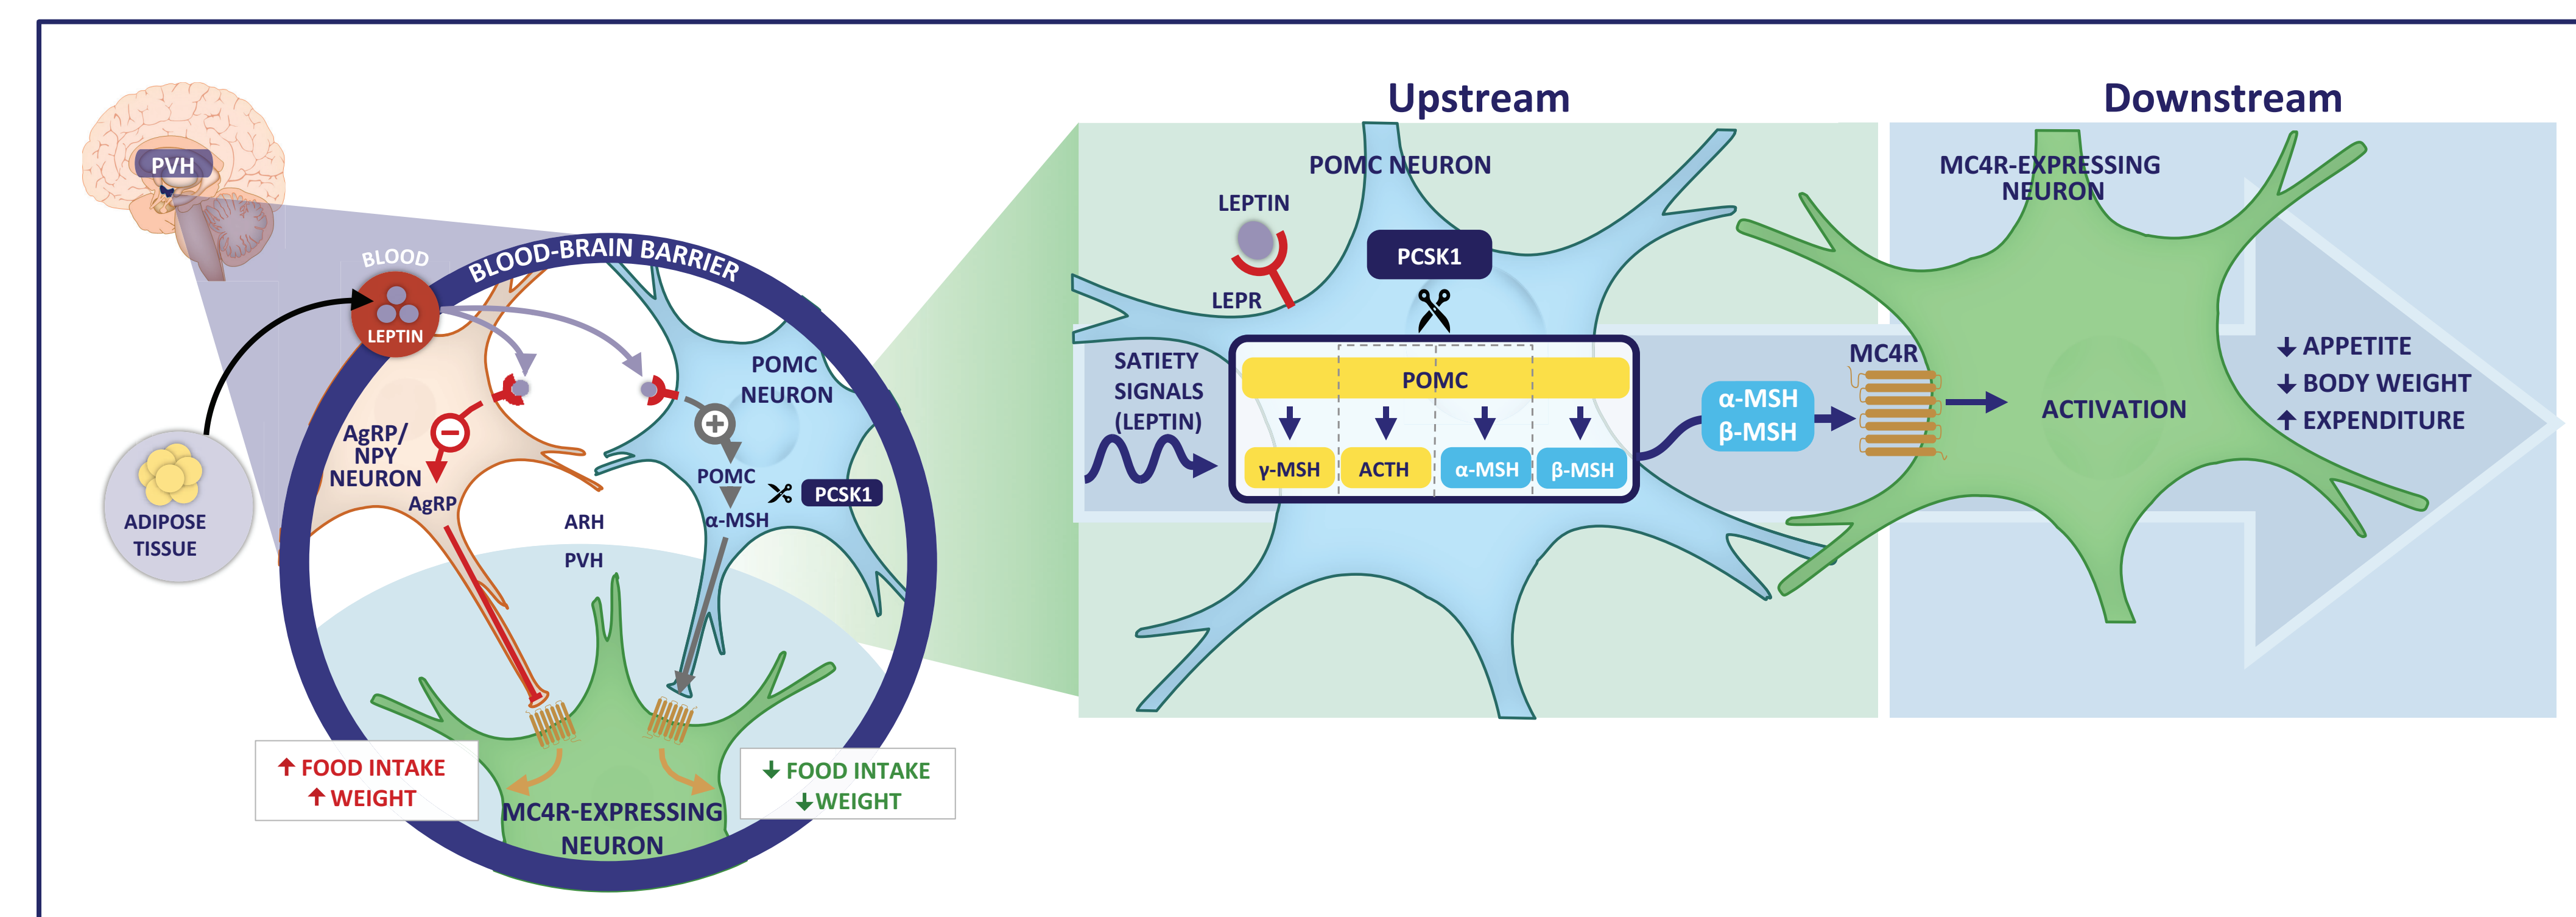 PVH
BLOOD
BLOOD-BRAIN BARRIER
LEPTIN
ADIPOSE
TISSUE
AgRP/
NPY
NEURON
AgRP
POMC
NEURON
POMC
PCSK1
α-MSH
ARH
PVH
↑ FOOD INTAKE
↑ WEIGHT
↓ FOOD INTAKE
↓ WEIGHT
MC4R-EXPRESSING
NEURON
Upstream
POMC NEURON
LEPTIN
LEPR
PCSK1
SATIETY
SIGNALS
(LEPTIN)
POMC
γ-MSH ACTH α-MSH β-MSH
α-MSH
β-MSH
Downstream
MC4R-EXPRESSING
NEURON
MC4R
ACTIVATION
↓ APPETITE
↓ BODY WEIGHT
↑ EXPENDITURE